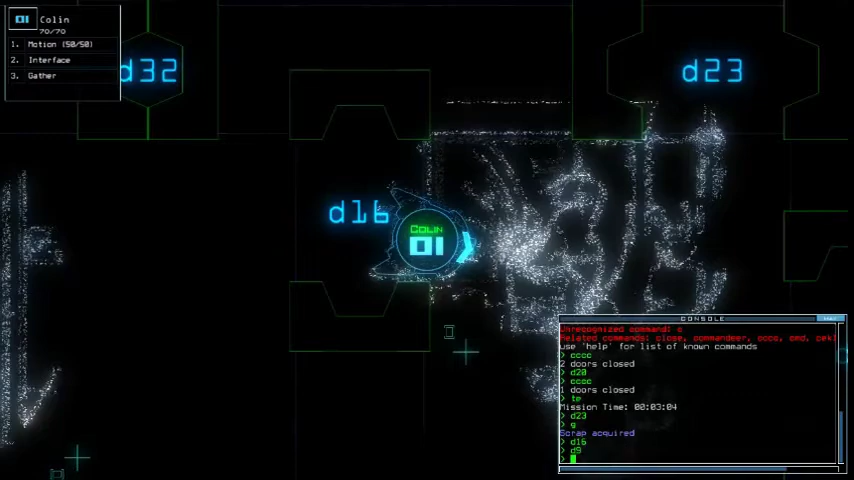 01 Colin
70/70
1. Motion (50/50)
2. Interface
3. Gather
d32
d23
d16
Colin
01
CONSOLE
Unrecognized command: c
Related commands: close, commandeer, cccc, cmd,
use 'help' for list of known commands
> cccc
2 doors closed
> d20
> cccc
1 doors closed
> te
Mission Time: 00:03:04
> d23
> g
Scrap acquired
> d16
> d9
>